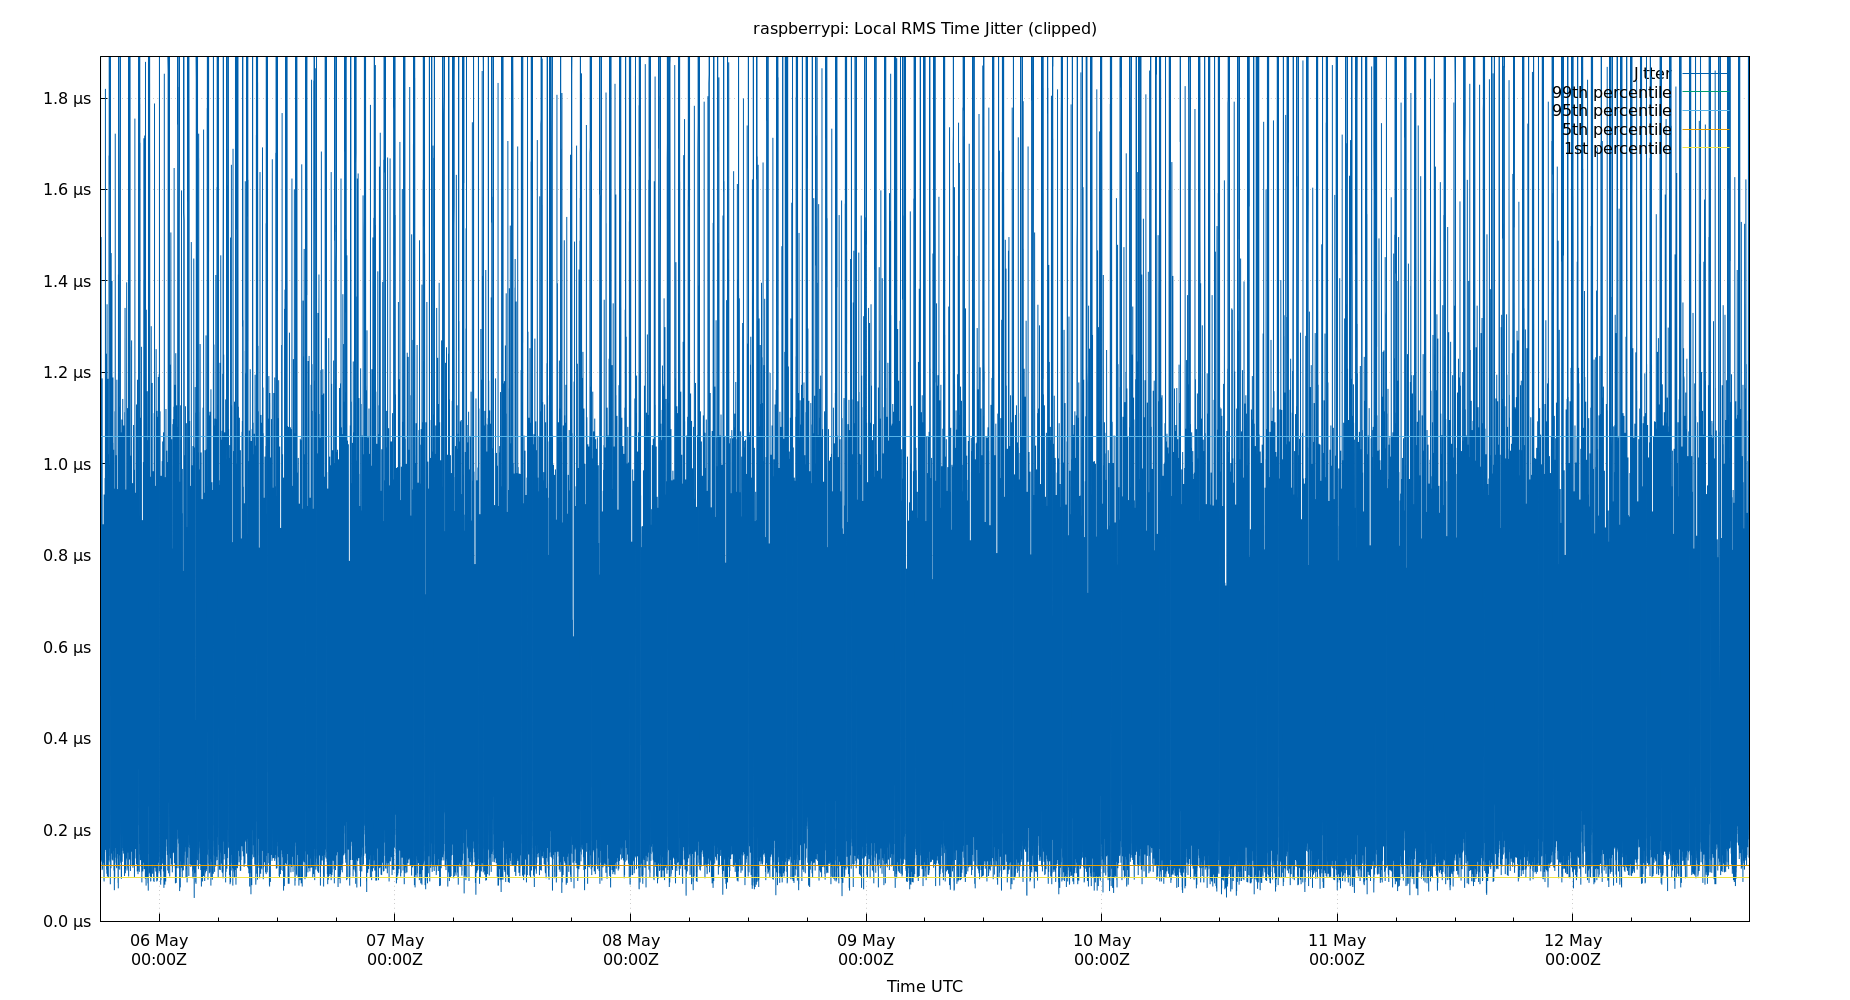 raspberrypi: Local RMS Time Jitter (clipped)
Jitter
99th percentile
95th percentile
5th percentile
1st percentile
1.8 μs
1.6 μs
1.4 μs
1.2 μs
1.0 μs
0.8 μs
0.6 μs
0.4 μs
0.2 μs
0.0 μs
06 May 07 May 08 May 09 May 10 May 11 May 12 May
00:00Z 00:00Z 00:00Z 00:00Z 00:00Z 00:00Z 00:00Z
Time UTC